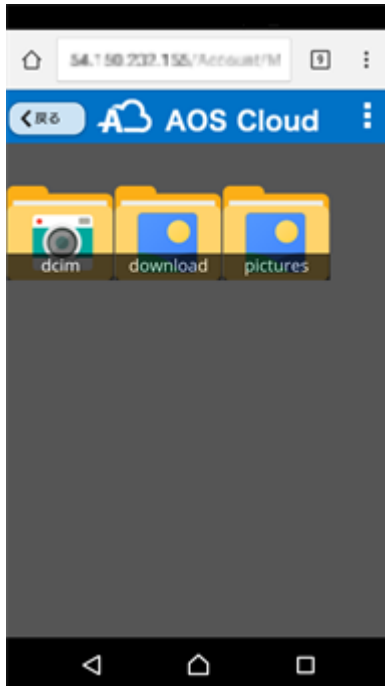 54.150.232.155/Account/M
9
戻る
AOS Cloud
dcim
download
pictures